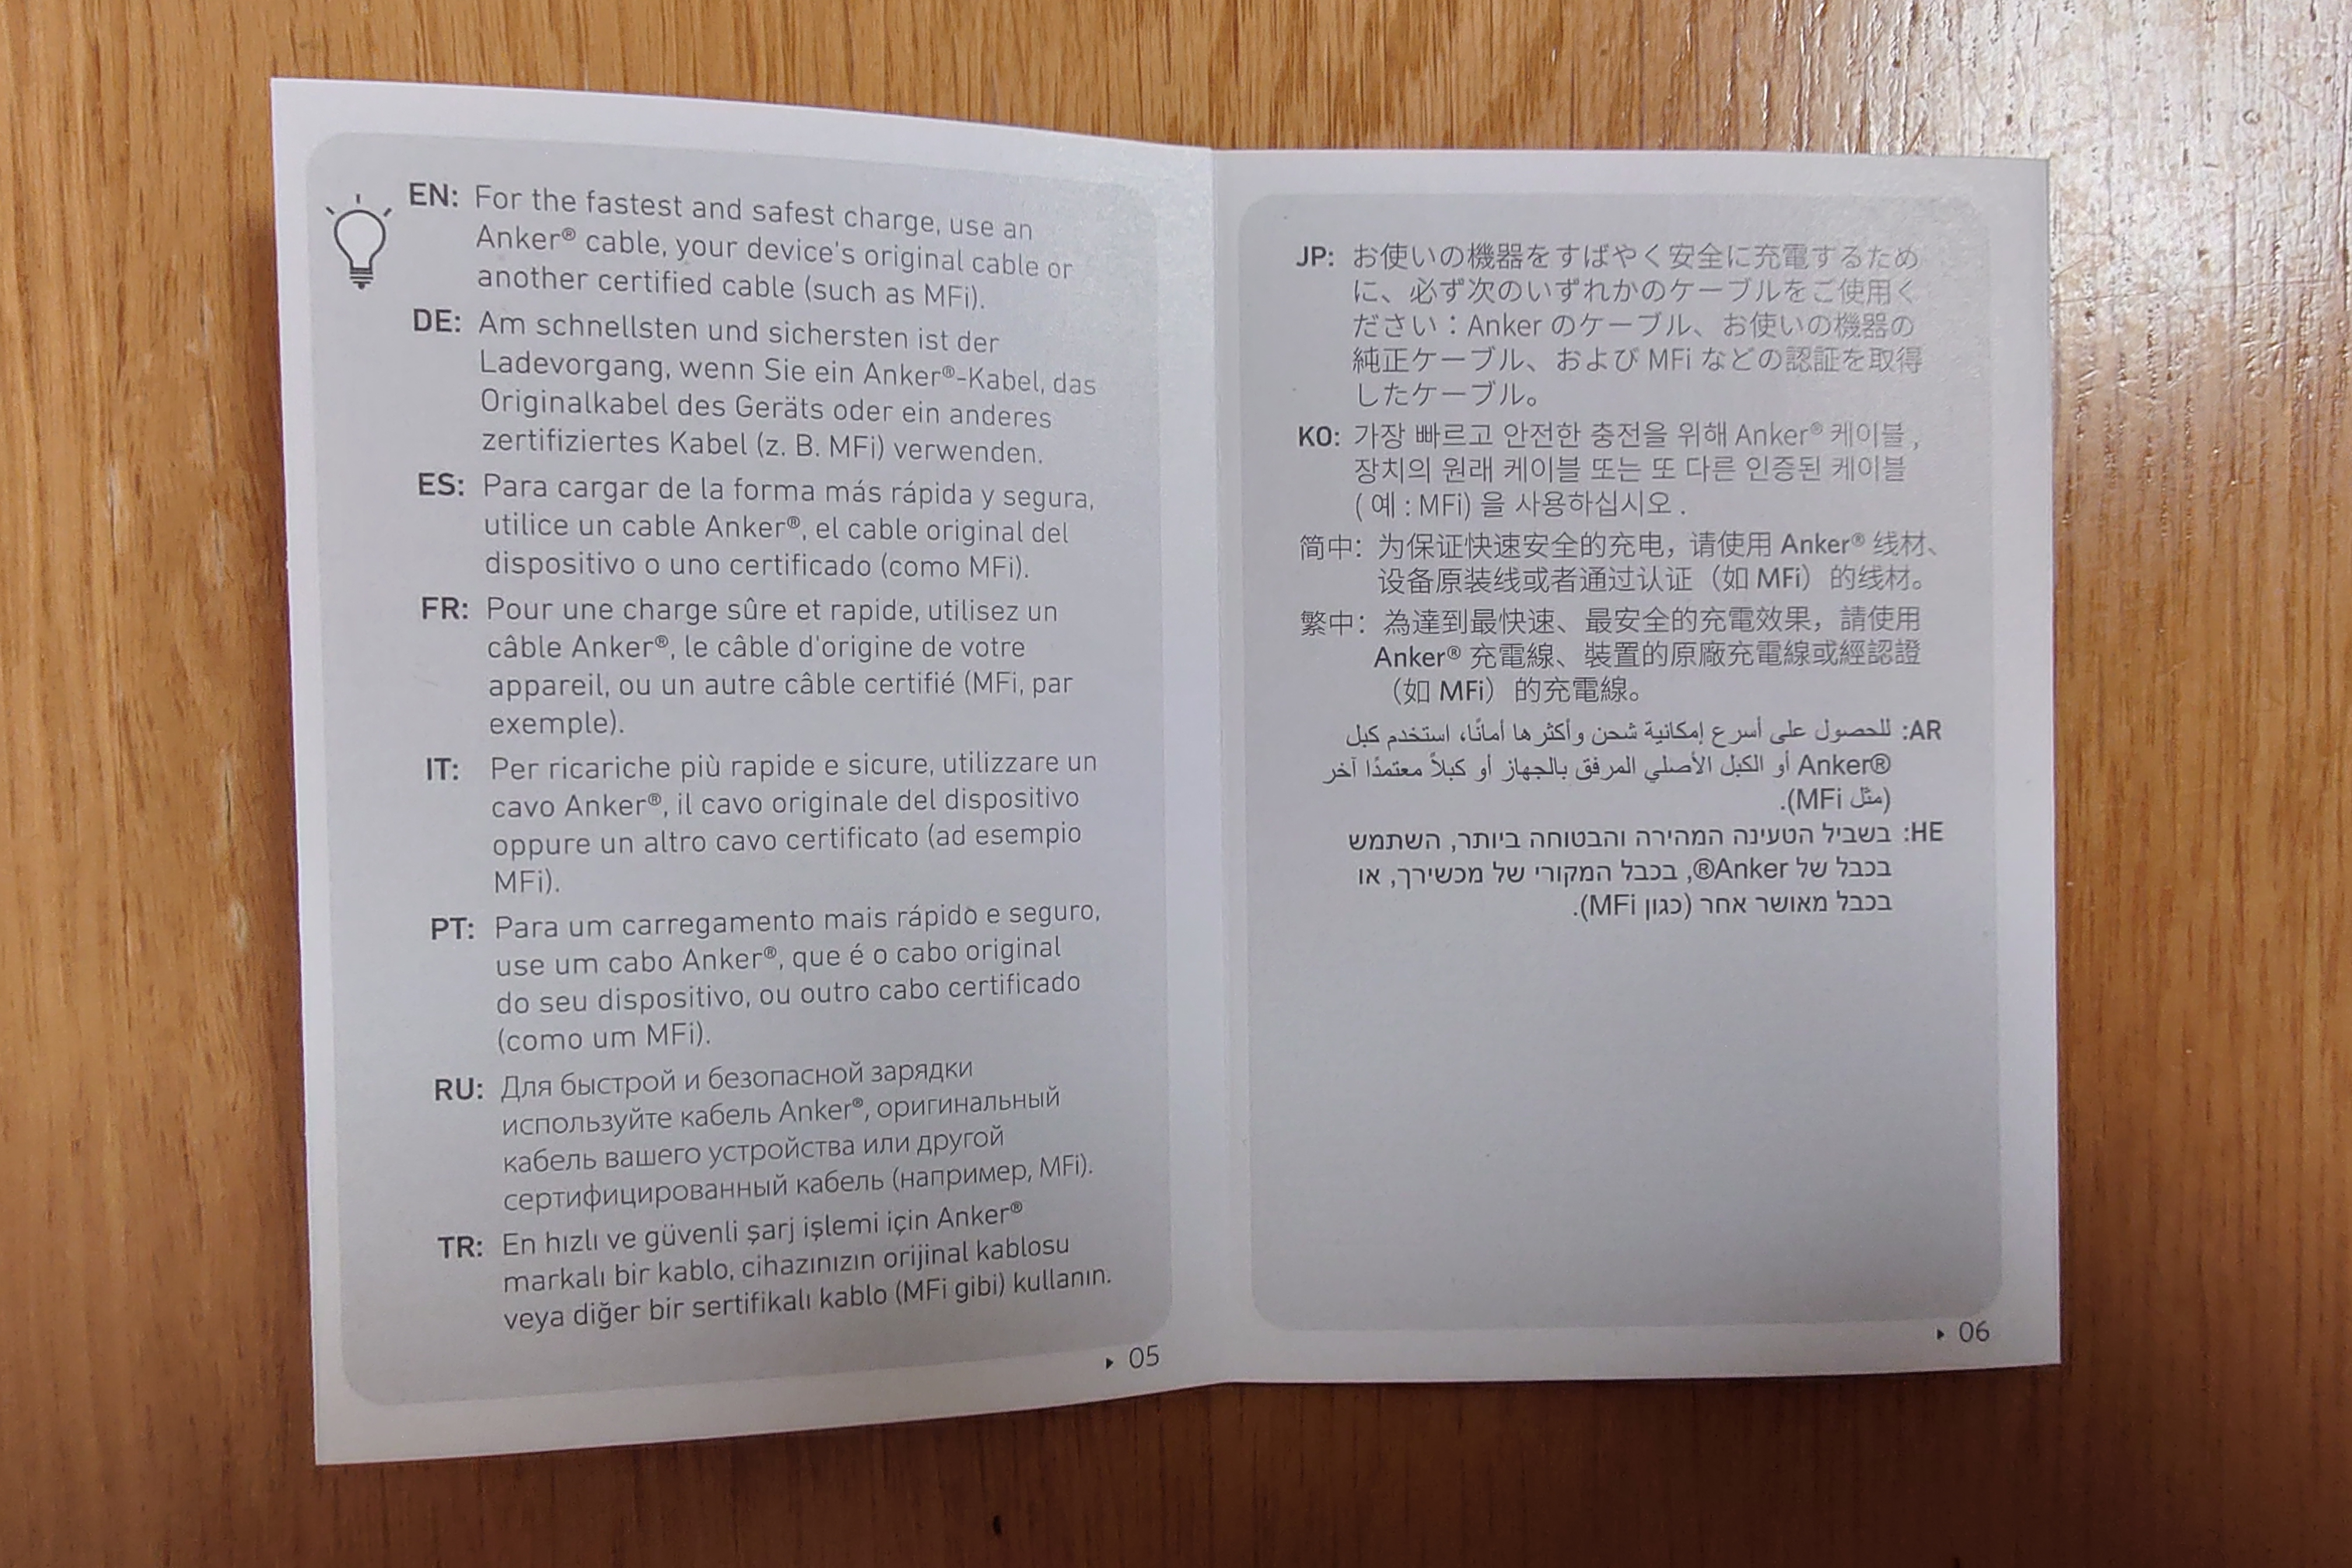 EN: For the fastest and safest charge, use an
Anker® cable, your device's original cable or
another certified cable (such as MFi).
DE: Am schnellsten und sichersten ist der
Ladevorgang, wenn Sie ein Anker®-Kabel, das
Originalkabel des Geräts oder ein anderes
zertifiziertes Kabel (z. B. MFi) verwenden.
ES: Para cargar de la forma más rápida y segura,
utilice un cable Anker®, el cable original del
dispositivo o uno certificado (como MFi).
FR: Pour une charge sûre et rapide, utilisez un
câble Anker®, le câble d'origine de votre
appareil, ou un autre câble certifié (MFi, par
exemple).
IT: Per ricariche più rapide e sicure, utilizzare un
cavo Anker®, il cavo originale del dispositivo
oppure un altro cavo certificato (ad esempio
MFi).
PT: Para um carregamento mais rápido e seguro,
use um cabo Anker®, que é o cabo original
do seu dispositivo, ou outro cabo certificado
(como um MFi).
RU: Для быстрой и безопасной зарядки
используйте кабель Anker®, оригинальный
кабель вашего устройства или другой
сертифицированный кабель (например, MFi).
TR: En hızlı ve güvenli şarj işlemi için Anker®
markalı bir kablo, cihazınızın orijinal kablosu
veya diğer bir sertifikalı kablo (MFi gibi) kullanın.
05
JP: お使いの機器をすばやく安全に充電するため
に、必ず次のいずれかのケーブルをご使用く
ださい：Anker のケーブル、お使いの機器の
純正ケーブル、および MFi などの認証を取得
したケーブル。
KO: 가장 빠르고 안전한 충전을 위해 Anker® 케이블 ,
장치의 원래 케이블 또는 또 다른 인증된 케이블
( 예 : MFi) 을 사용하십시오 .
简中：为保证快速安全的充电，请使用 Anker® 线材、
设备原装线或者通过认证（如 MFi）的线材。
繁中：為達到最快速、最安全的充電效果，請使用
Anker® 充電線、裝置的原廠充電線或經認證
（如 MFi）的充電線。
AR: للحصول على أسرع إمكانية شحن وأكثرها أمانًا، استخدم كبل
Anker® أو الكبل الأصلي المرفق بالجهاز أو كبلاً معتمدًا آخر
(مثل MFi).
HE: בשביל הטעינה המהירה והבטוחה ביותר, השתמש
בכבל של Anker®, בכבל המקורי של מכשירך, או
בכבל מאושר אחר (כגון MFi).
06